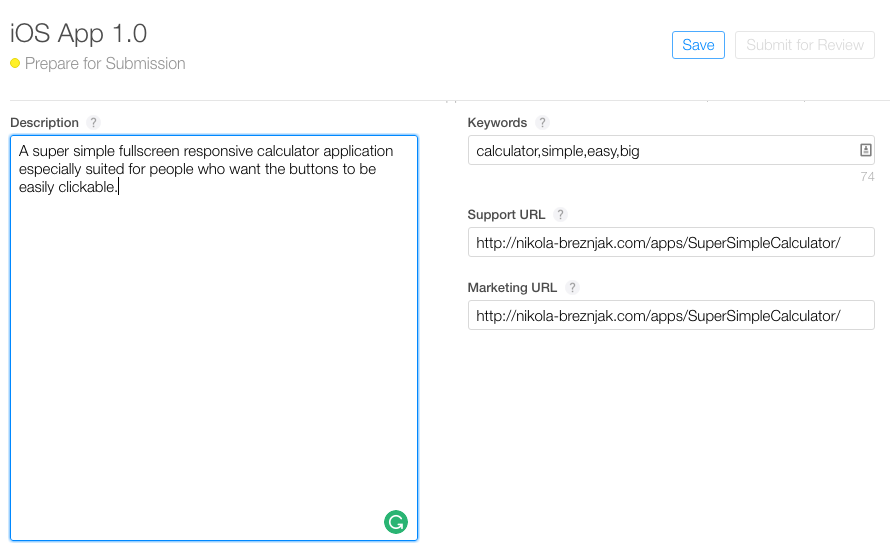 iOS App 1.0
Save
Submit for Review
Prepare for Submission
Description ?
A super simple fullscreen responsive calculator application
especially suited for people who want the buttons to be
easily clickable.
Keywords ?
calculator,simple,easy,big
74
Support URL ?
http://nikola-breznjak.com/apps/SuperSimpleCalculator/
Marketing URL ?
http://nikola-breznjak.com/apps/SuperSimpleCalculator/